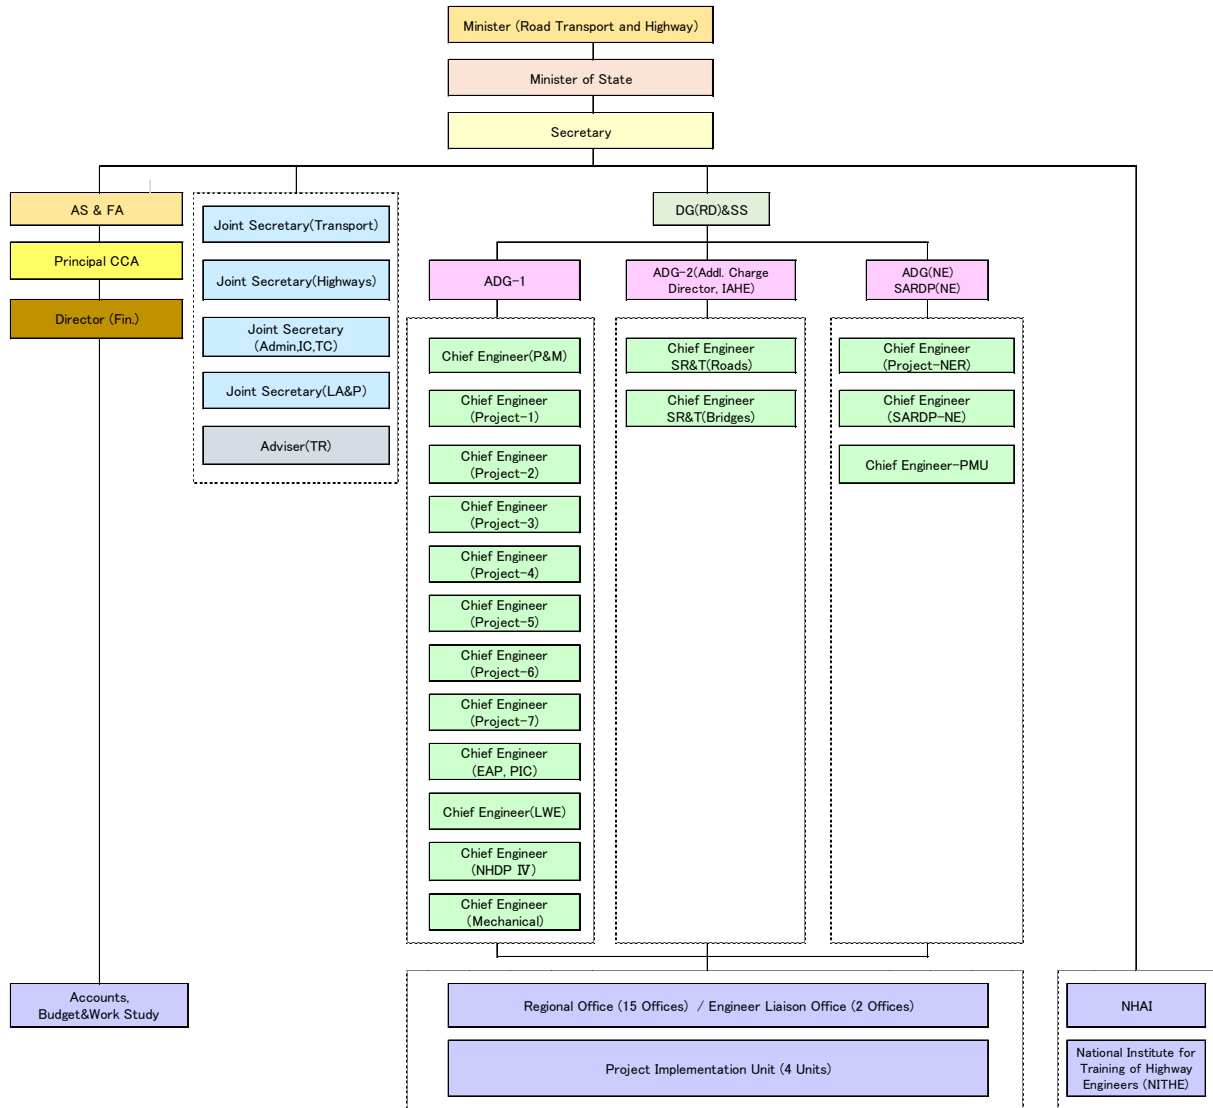 Minister (Road Transport and Highway)
Minister of State
Secretary
AS & FA
Principal CCA
Director (Fin.)
Joint Secretary(Transport)
Joint Secretary(Highways)
Joint Secretary
(Admin,IC,TC)
Joint Secretary(LA&P)
Adviser(TR)
DG(RD)&SS
ADG-1
Chief Engineer(P&M)
Chief Engineer
(Project-1)
Chief Engineer
(Project-2)
Chief Engineer
(Project-3)
Chief Engineer
(Project-4)
Chief Engineer
(Project-5)
Chief Engineer
(Project-6)
Chief Engineer
(Project-7)
Chief Engineer
(EAP, PIC)
Chief Engineer(LWE)
Chief Engineer
(NHDP Ⅳ)
Chief Engineer
(Mechanical)
ADG-2(Addl. Charge
Director, IAHE)
Chief Engineer
SR&T(Roads)
Chief Engineer
SR&T(Bridges)
ADG(NE)
SARDP(NE)
Chief Engineer
(Project-NER)
Chief Engineer
(SARDP-NE)
Chief Engineer-PMU
Accounts,
Budget&Work Study
Regional Office (15 Offices) / Engineer Liaison Office (2 Offices)
Project Implementation Unit (4 Units)
NHAI
National Institute for
Training of Highway
Engineers (NITHE)